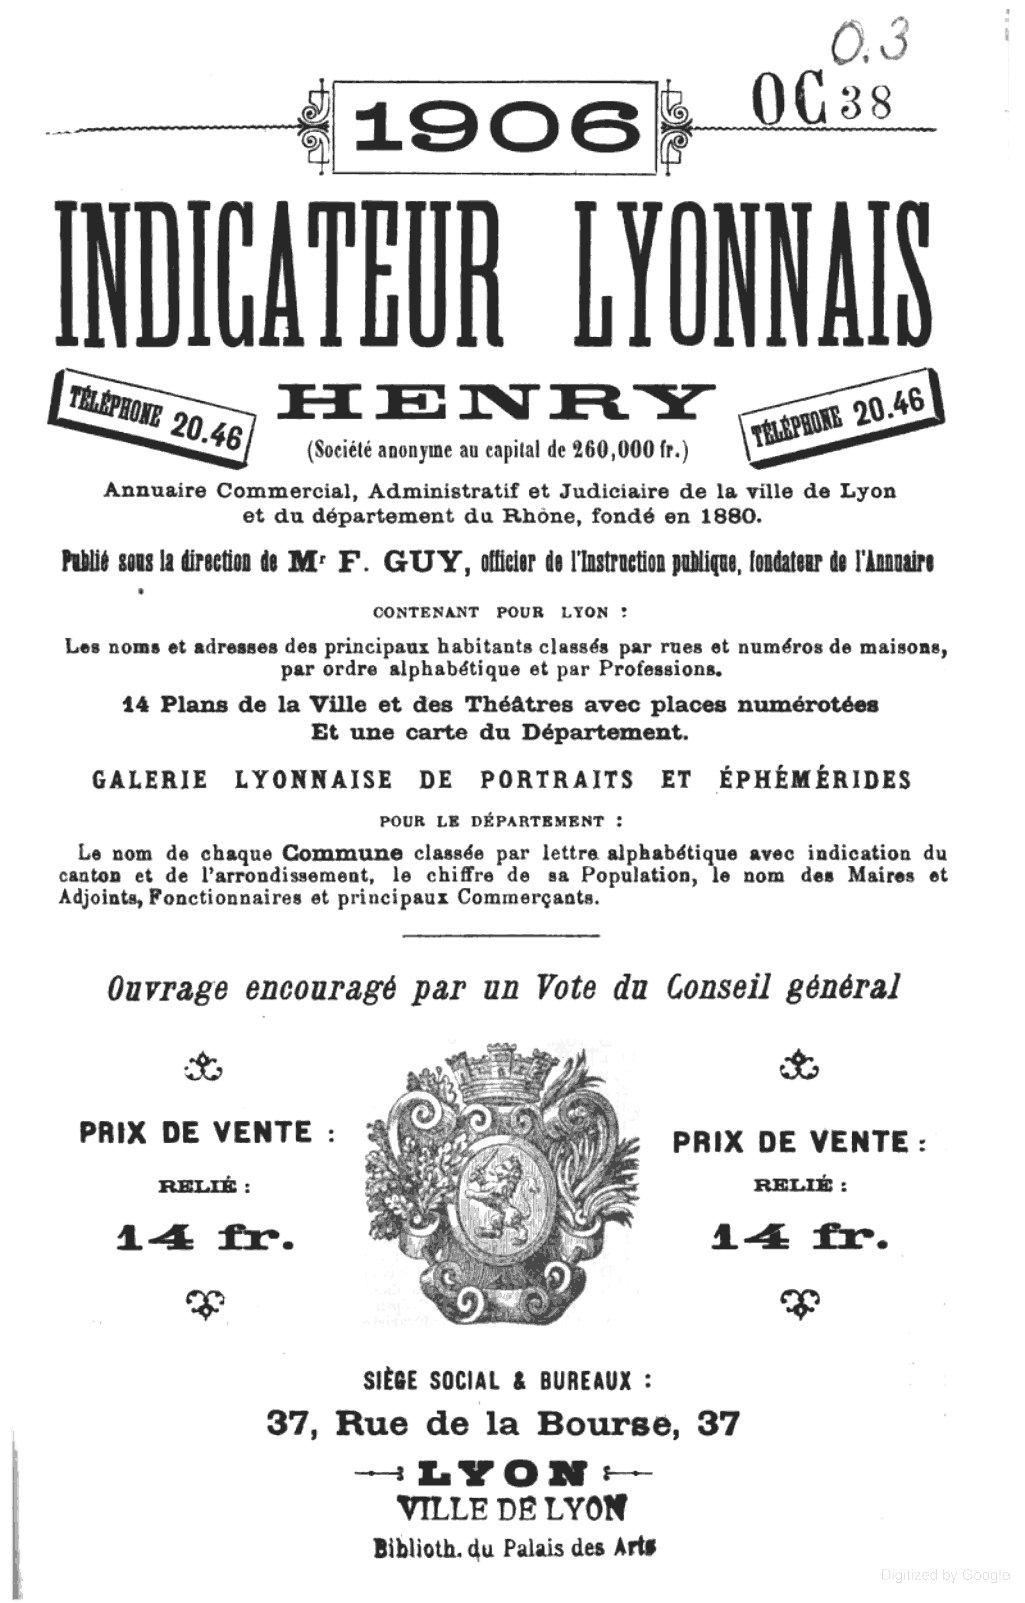 O.3
OC 38
1906
INDICATEUR LYONNAIS
HENRY
TÉLÉPHONE 20.46
TÉLÉPHONE 20.46
(Société anonyme au capital de 260,000 fr.)
Annuaire Commercial, Administratif et Judiciaire de la ville de Lyon
et du département du Rhône, fondé en 1880.
Publié sous la direction de Mr F. GUY, officier de l'Instruction publique, fondateur de l'Annuaire
CONTENANT POUR LYON :
Les noms et adresses des principaux habitants classés par rues et numéros de maisons,
par ordre alphabétique et par Professions.
14 Plans de la Ville et des Théâtres avec places numérotées
Et une carte du Département.
GALERIE LYONNAISE DE PORTRAITS ET ÉPHÉMÉRIDES
POUR LE DÉPARTEMENT :
Le nom de chaque Commune classée par lettre alphabétique avec indication du
canton et de l'arrondissement, le chiffre de sa Population, le nom des Maires et
Adjoints, Fonctionnaires et principaux Commerçants.
Ouvrage encouragé par un Vote du Conseil général
PRIX DE VENTE :
RELIÉ :
14 fr.
PRIX DE VENTE :
RELIÉ :
14 fr.
SIÈGE SOCIAL & BUREAUX :
37, Rue de la Bourse, 37
LYON
VILLE DE LYON
Biblioth. du Palais des Arts
Digitized by Google